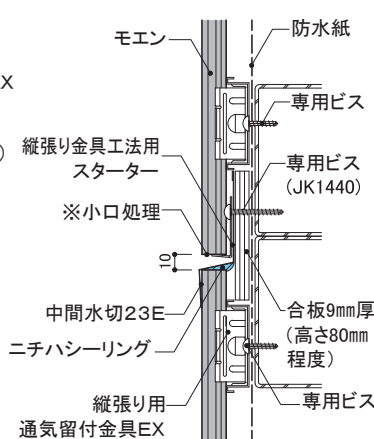 モエン
防水紙
X
専用ビス
)
縦張り金具工法用
スターター
専用ビス
(JK1440)
※小口処理
10
中間水切23E
ニチハシーリング
合板9mm厚
(高さ80mm
程度)
縦張り用
通気留付金具EX
専用ビス